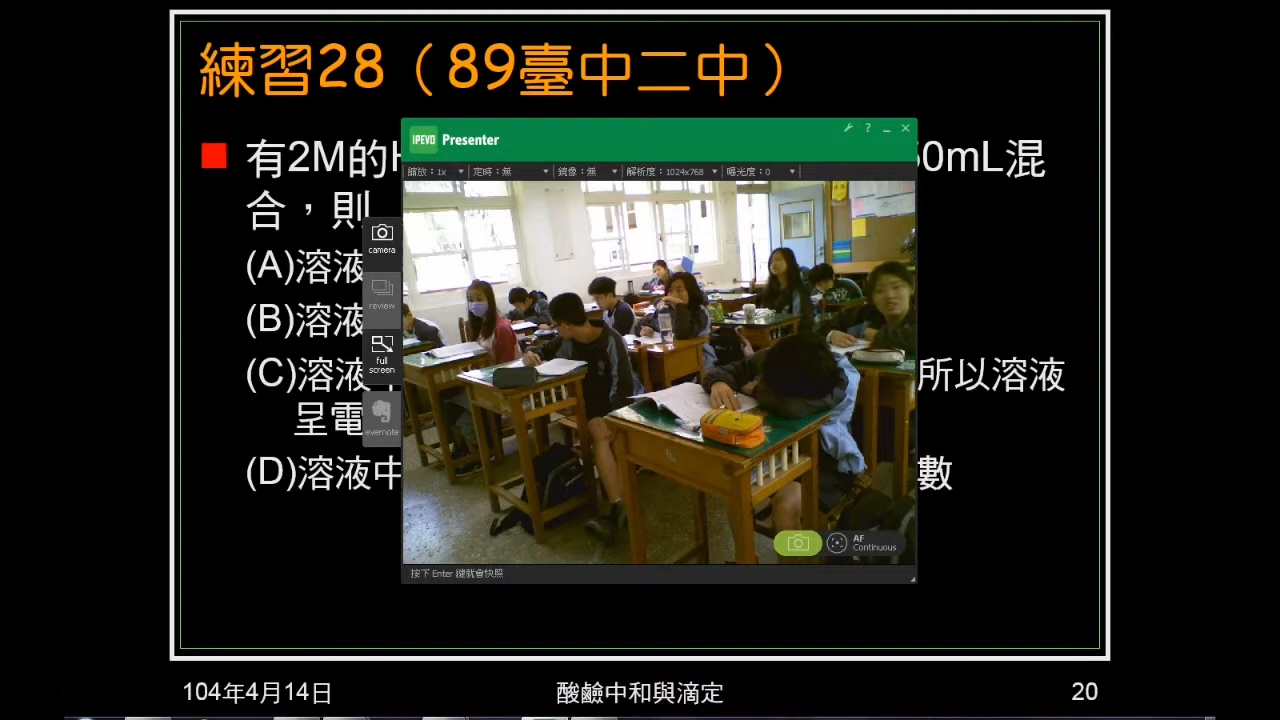 練習28（89臺中二中）
有2M的H
50mL混
合，則
(A)溶液
(B)溶液
(C)溶液
所以溶液
呈電
(D)溶液中
數
IPEVO Presenter
縮放：1x 定時：無 鏡像：無 解析度：1024x768 曝光度：0
camera
review
full
screen
evernote
AF
Continuous
按下 Enter 鍵就會快照
104年4月14日 酸鹼中和與滴定 20